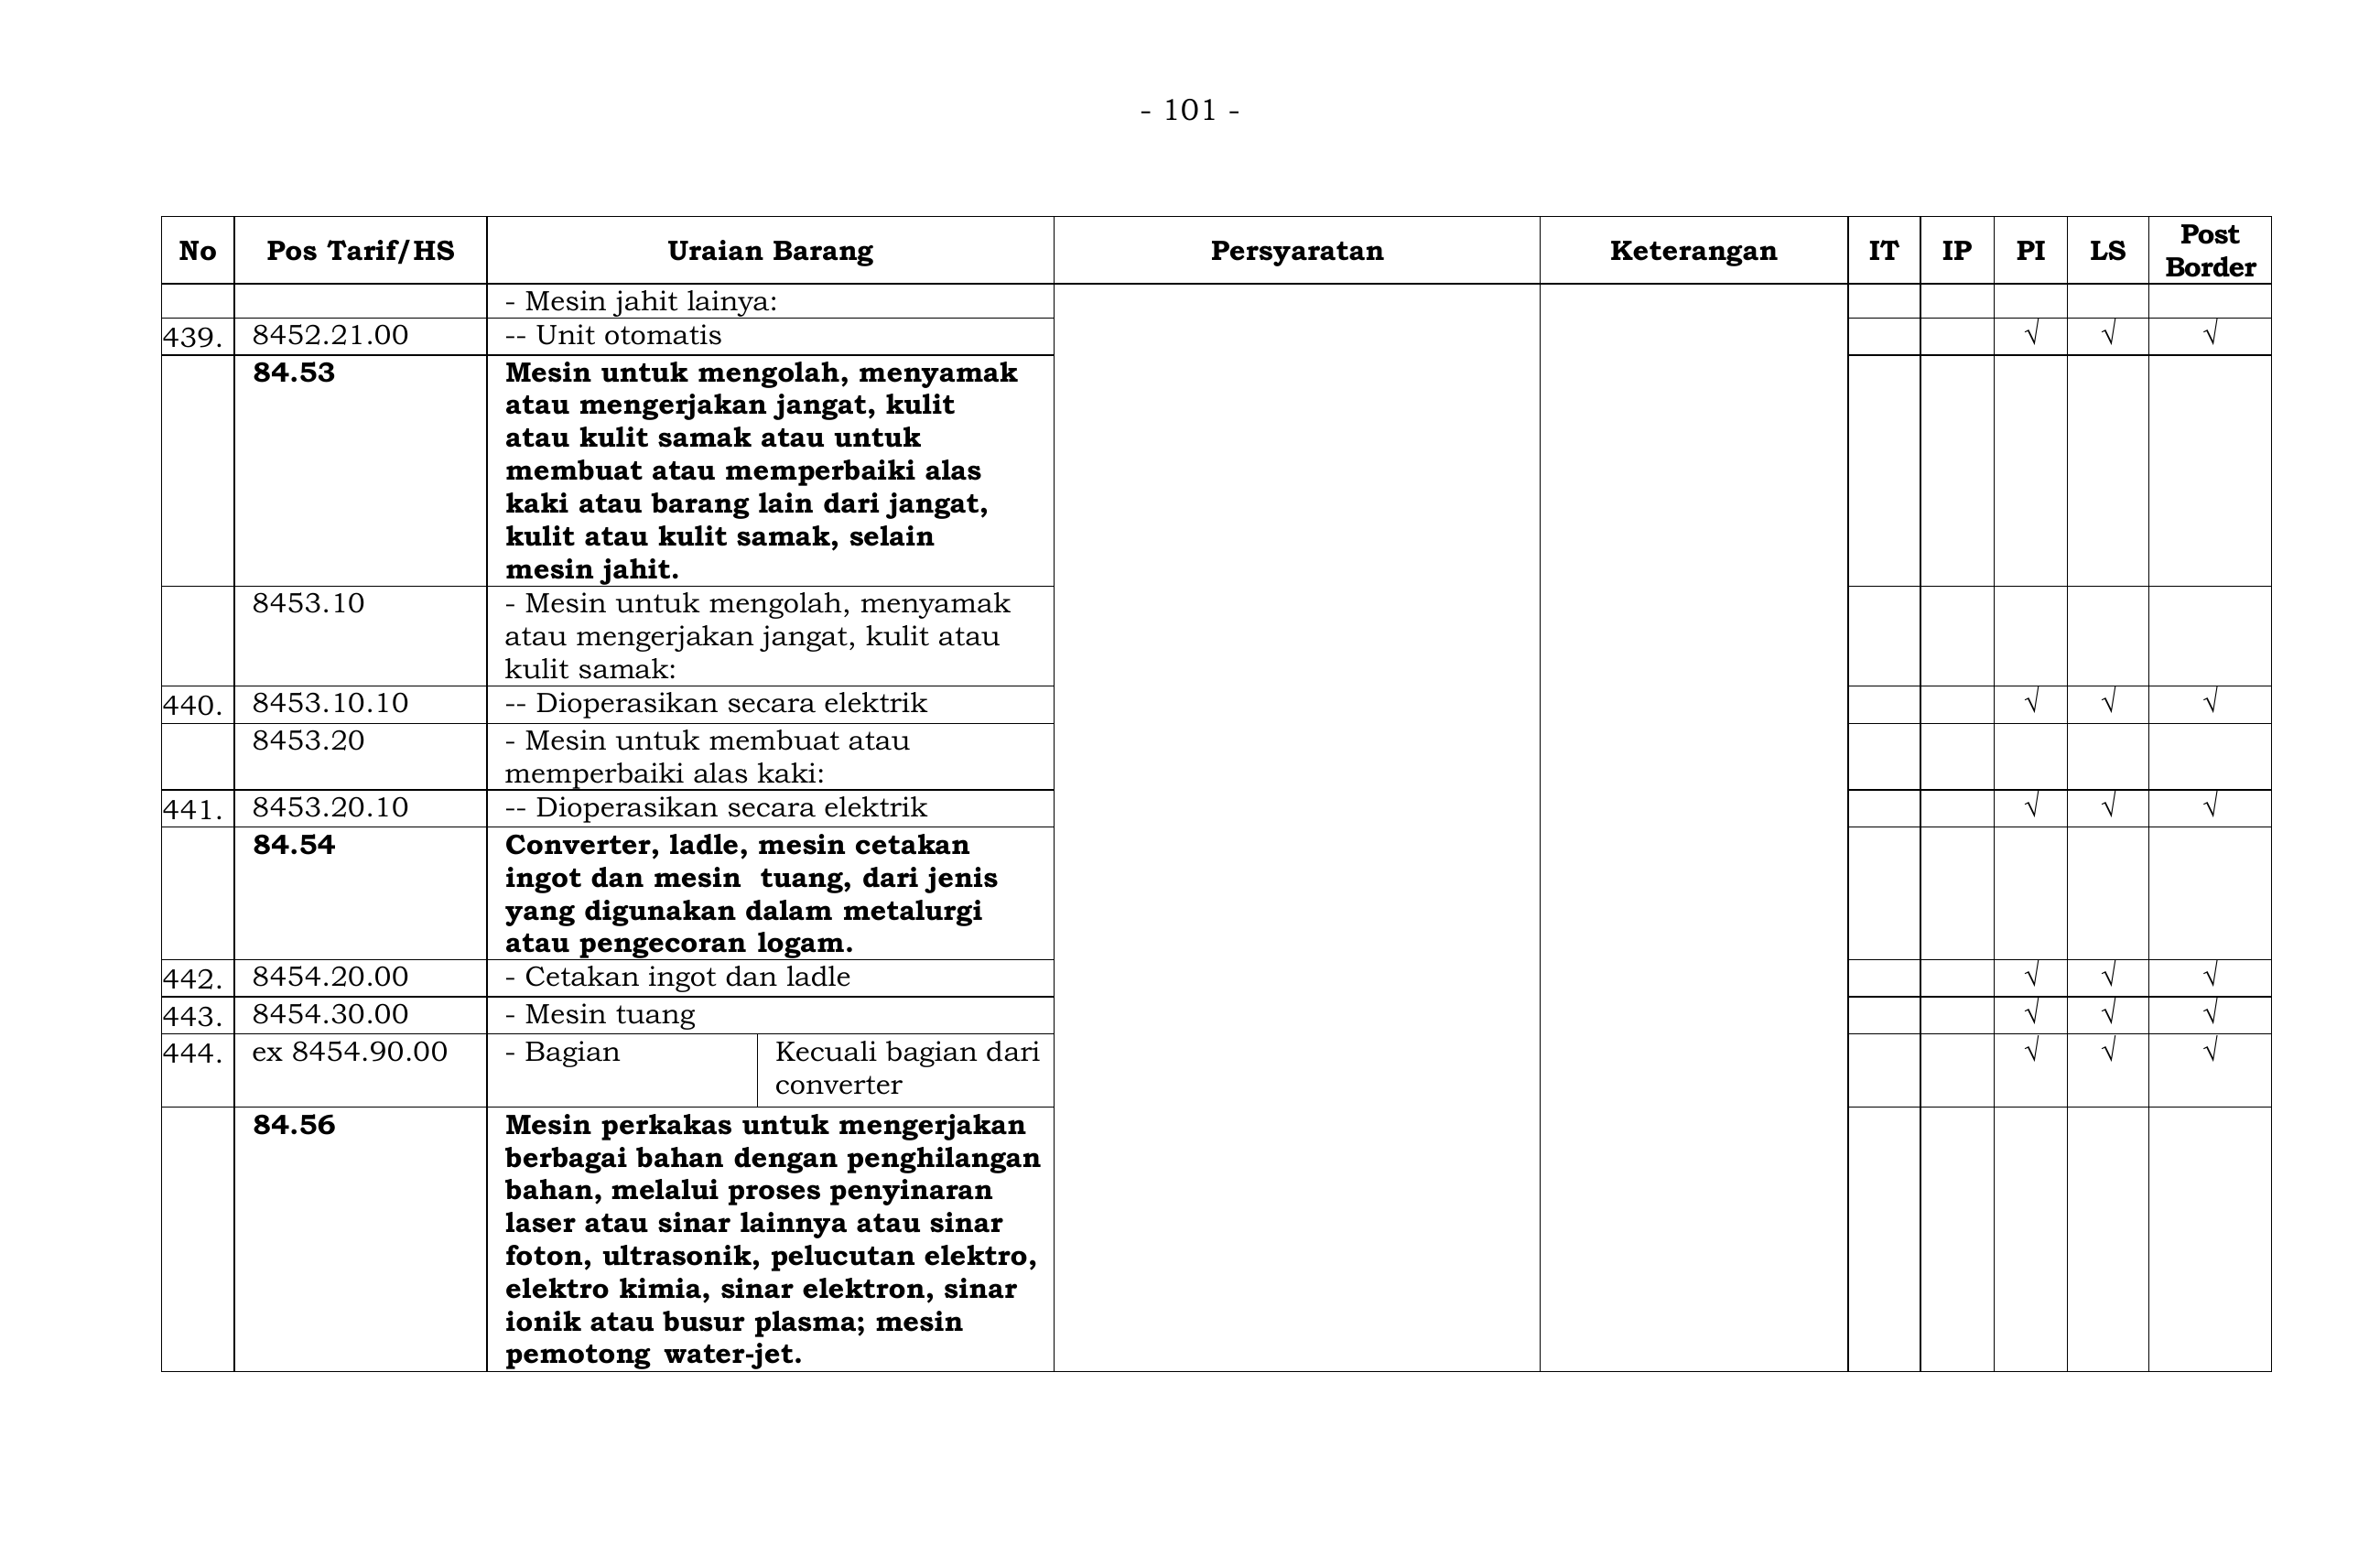 - 101 -
No Pos Tarif/HS Uraian Barang Persyaratan Keterangan IT IP PI LS Post Border
- Mesin jahit lainya:
439. 8452.21.00 -- Unit otomatis √ √ √
84.53 Mesin untuk mengolah, menyamak
atau mengerjakan jangat, kulit
atau kulit samak atau untuk
membuat atau memperbaiki alas
kaki atau barang lain dari jangat,
kulit atau kulit samak, selain
mesin jahit.
8453.10 - Mesin untuk mengolah, menyamak
atau mengerjakan jangat, kulit atau
kulit samak:
440. 8453.10.10 -- Dioperasikan secara elektrik √ √ √
8453.20 - Mesin untuk membuat atau
memperbaiki alas kaki:
441. 8453.20.10 -- Dioperasikan secara elektrik √ √ √
84.54 Converter, ladle, mesin cetakan
ingot dan mesin tuang, dari jenis
yang digunakan dalam metalurgi
atau pengecoran logam.
442. 8454.20.00 - Cetakan ingot dan ladle √ √ √
443. 8454.30.00 - Mesin tuang √ √ √
444. ex 8454.90.00 - Bagian Kecuali bagian dari √ √ √
converter
84.56 Mesin perkakas untuk mengerjakan
berbagai bahan dengan penghilangan
bahan, melalui proses penyinaran
laser atau sinar lainnya atau sinar
foton, ultrasonik, pelucutan elektro,
elektro kimia, sinar elektron, sinar
ionik atau busur plasma; mesin
pemotong water-jet.